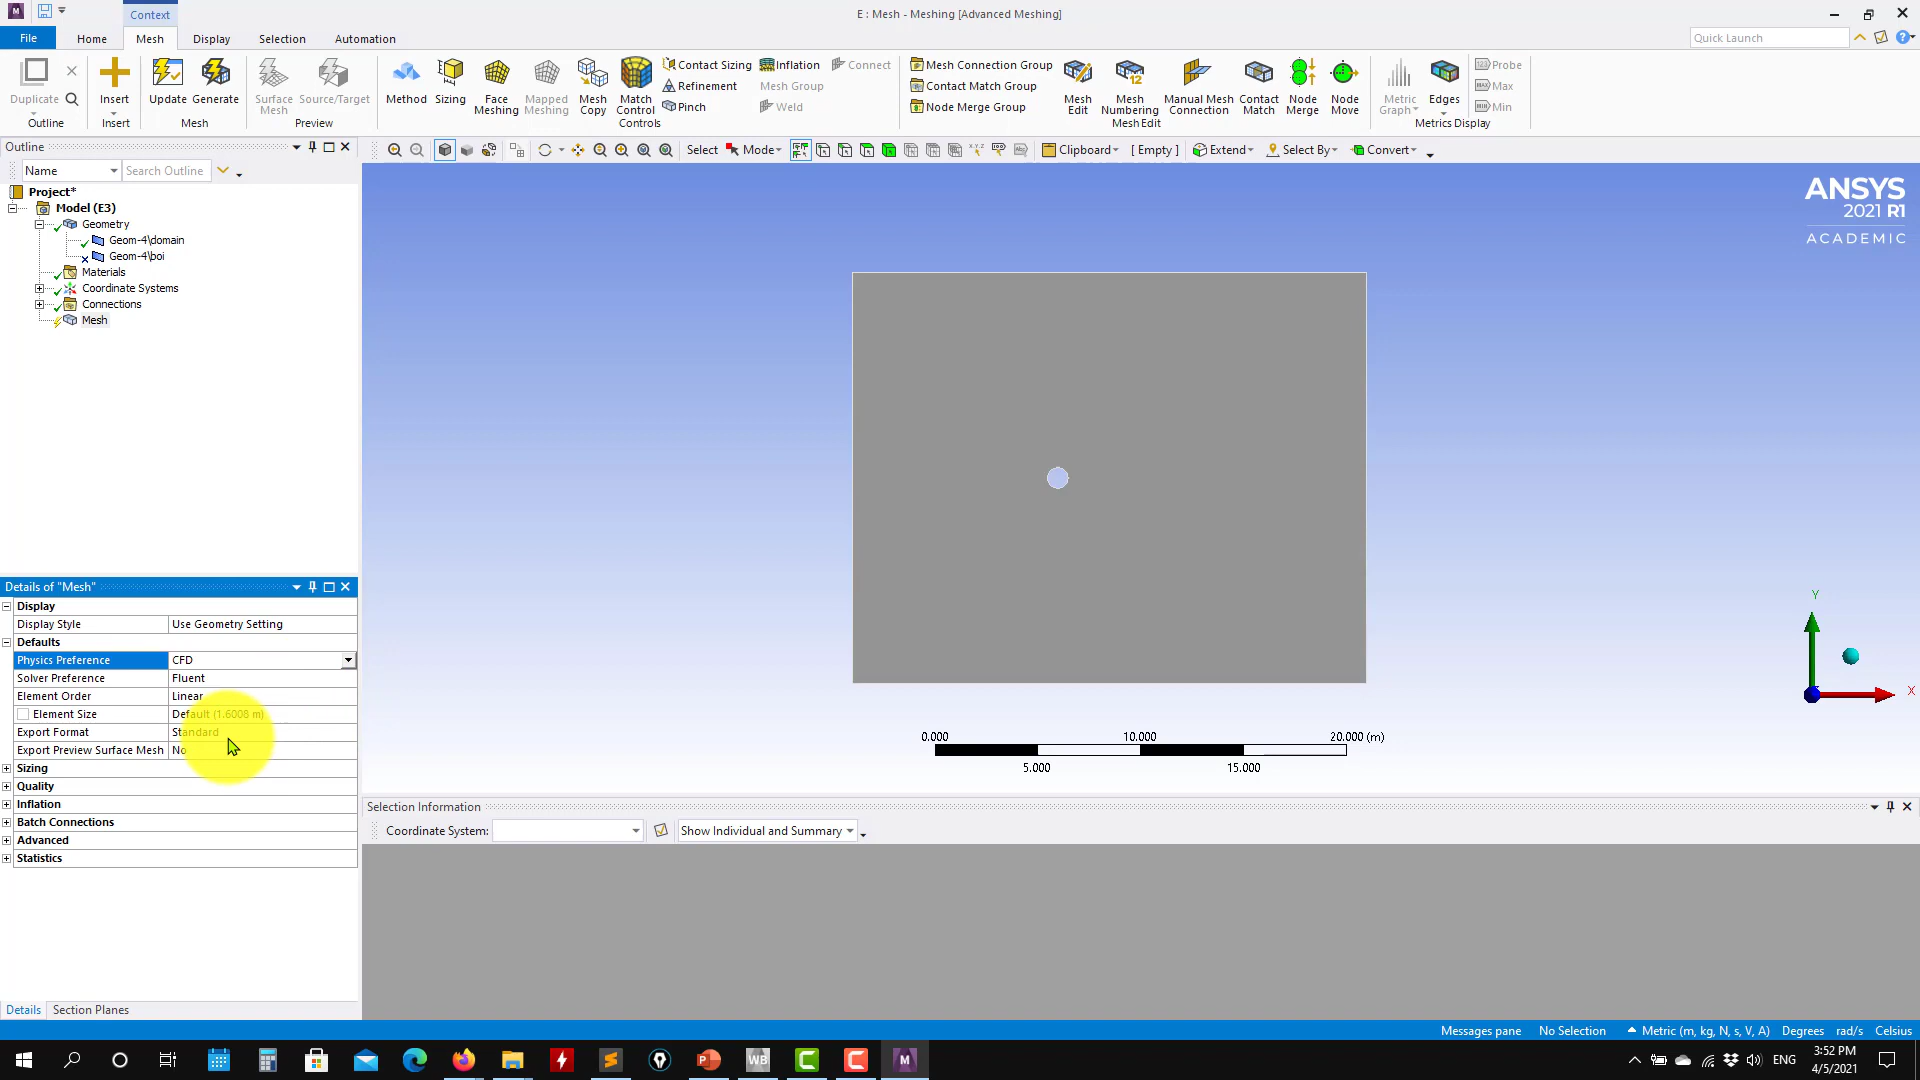 Context
E : Mesh - Meshing [Advanced Meshing]
File
Home
Mesh
Display
Selection
Automation
Quick Launch
Duplicate
Outline
Insert
Insert
Update
Generate
Mesh
Surface
Mesh
Source/Target
Preview
Method
Sizing
Face
Meshing
Mapped
Meshing
Mesh
Copy
Match
Control
Contact Sizing
Refinement
Pinch
Inflation
Mesh Group
Weld
Connect
Controls
Mesh Connection Group
Contact Match Group
Node Merge Group
Mesh
Edit
Mesh
Numbering
Manual Mesh
Connection
Contact
Match
Node
Merge
Node
Move
Mesh Edit
Metric
Graph
Edges
Probe
Max
Min
Metrics Display
Outline
Name
Search Outline
Select
Mode
Clipboard
[ Empty ]
Extend
Select By
Convert
Project*
Model (E3)
Geometry
Geom-4\domain
Geom-4\boi
Materials
Coordinate Systems
Connections
Mesh
ANSYS
2021 R1
ACADEMIC
Y
X
0.000
10.000
20.000 (m)
5.000
15.000
Details of "Mesh"
Display
Display Style
Use Geometry Setting
Defaults
Physics Preference
CFD
Solver Preference
Fluent
Element Order
Linear
Element Size
Default (1.6008 m)
Export Format
Standard
Export Preview Surface Mesh
No
Sizing
Quality
Inflation
Batch Connections
Advanced
Statistics
Selection Information
Coordinate System:
Show Individual and Summary
Details
Section Planes
Messages pane
No Selection
Metric (m, kg, N, s, V, A)
Degrees
rad/s
Celsius
WB
M
ENG
3:52 PM
4/5/2021